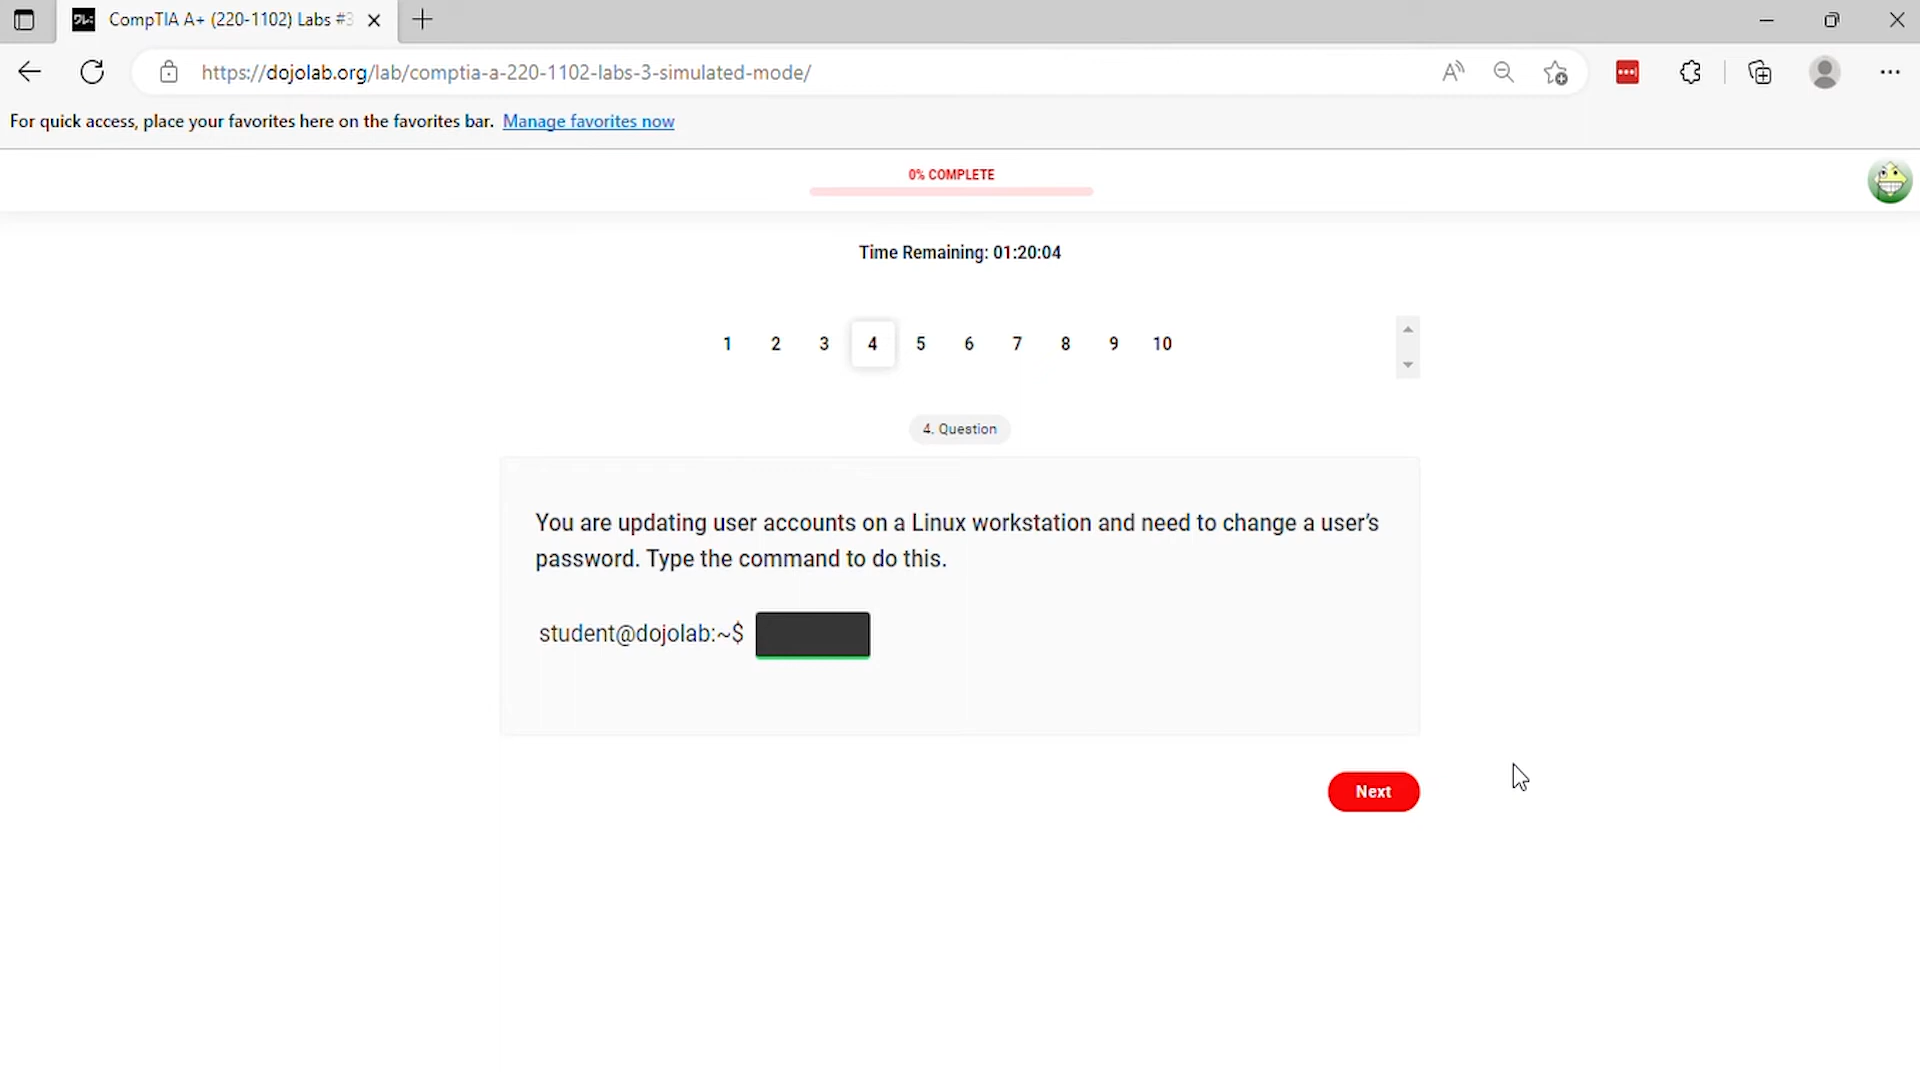 CompTIA A+ (220-1102) Labs #3
https://dojolab.org/lab/comptia-a-220-1102-labs-3-simulated-mode/
For quick access, place your favorites here on the favorites bar. Manage favorites now
0% COMPLETE
Time Remaining: 01:20:04
1 2 3 4 5 6 7 8 9 10
4. Question
You are updating user accounts on a Linux workstation and need to change a user’s
password. Type the command to do this.
student@dojolab:~$
Next